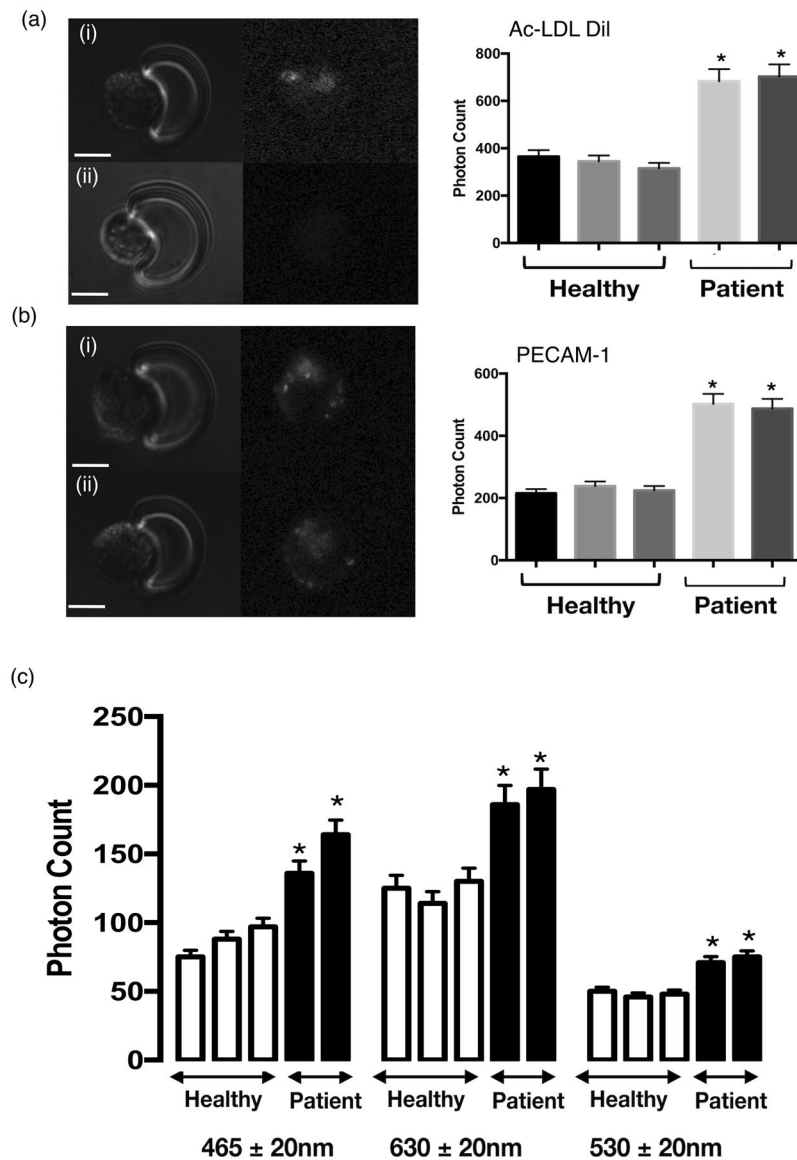 (a)
(i)
(ii)
Ac-LDL Dil
Photon Count
800
600
400
200
0
* *
Healthy Patient
(b)
(i)
(ii)
PECAM-1
Photon Count
600
400
200
0
* *
Healthy Patient
(c)
Photon Count
250
200
150
100
50
0
* * * * * *
Healthy Patient Healthy Patient Healthy Patient
465 ± 20nm 630 ± 20nm 530 ± 20nm